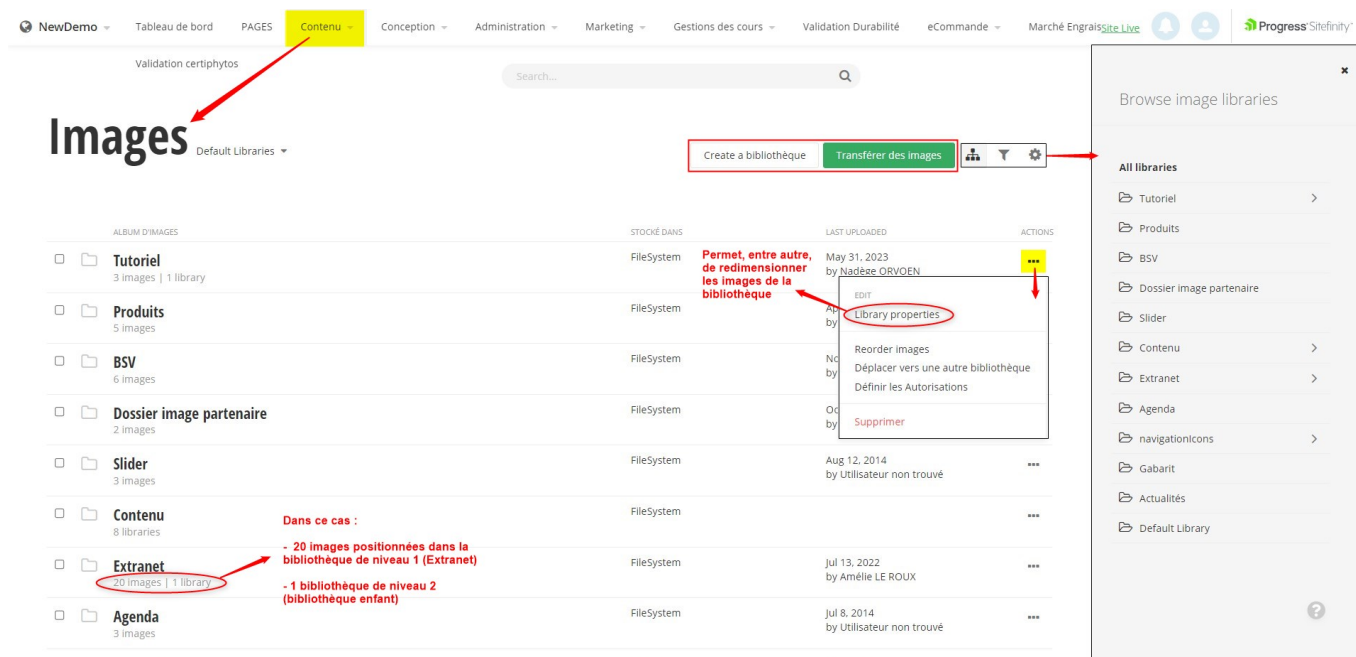 NewDemo
Tableau de bord
PAGES
Contenu
Conception
Administration
Marketing
Gestions des cours
Validation Durabilité
eCommande
Marché Engrais
Site Live
Progress Sitefinity
Validation certiphytos
Search...
Browse image libraries
Images
Default Libraries
Create a bibliothèque
Transférer des images
All libraries
Tutoriel
Produits
BSV
Dossier image partenaire
Slider
Contenu
Extranet
Agenda
navigationIcons
Gabarit
Actualités
Default Library
ALBUM D'IMAGES
STOCKÉ DANS
LAST UPLOADED
ACTIONS
Tutoriel
3 images | 1 library
FileSystem
May 31, 2023
by Nadège ORVOEN
Permet, entre autre,
de redimensionner
les images de la
bibliothèque
EDIT
Library properties
Reorder images
Déplacer vers une autre bibliothèque
Définir les Autorisations
Supprimer
Produits
5 images
FileSystem
by
BSV
6 images
FileSystem
by
Dossier image partenaire
2 images
FileSystem
by
Slider
3 images
FileSystem
Aug 12, 2014
by Utilisateur non trouvé
Contenu
8 libraries
FileSystem
Dans ce cas :
- 20 images positionnées dans la
bibliothèque de niveau 1 (Extranet)
- 1 bibliothèque de niveau 2
(bibliothèque enfant)
Extranet
20 images | 1 library
FileSystem
Jul 13, 2022
by Amélie LE ROUX
Agenda
3 images
FileSystem
Jul 8, 2014
by Utilisateur non trouvé